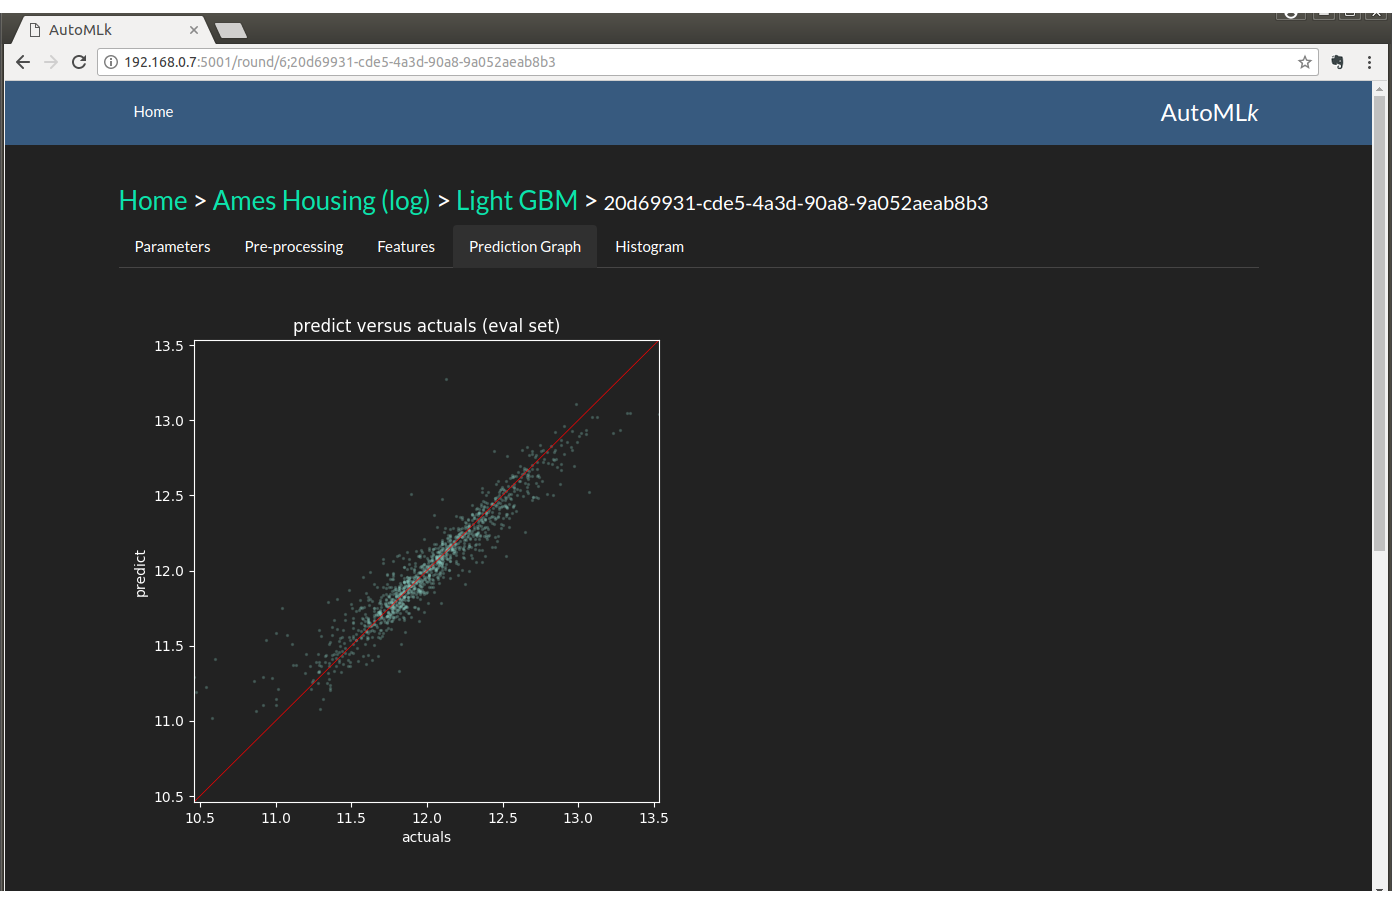 AutoMLk
192.168.0.7:5001/round/6;20d69931-cde5-4a3d-90a8-9a052aeab8b3
Home
AutoMLk
Home > Ames Housing (log) > Light GBM > 20d69931-cde5-4a3d-90a8-9a052aeab8b3
Parameters Pre-processing Features Prediction Graph Histogram
predict versus actuals (eval set)
13.5
13.0
12.5
12.0
11.5
11.0
10.5
predict
10.5 11.0 11.5 12.0 12.5 13.0 13.5
actuals